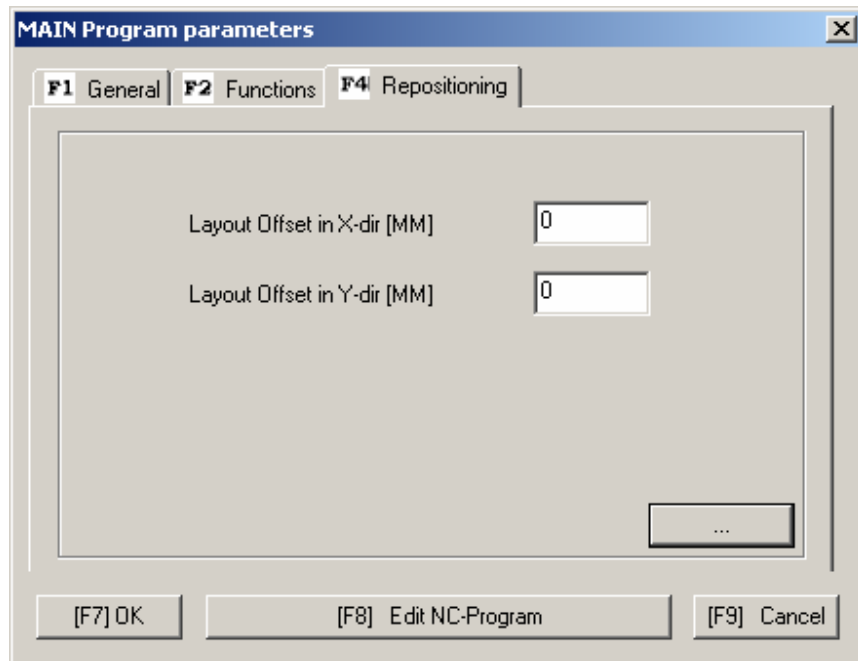 MAIN Program parameters
F1 General F2 Functions F4 Repositioning
Layout Offset in X-dir [MM] 0
Layout Offset in Y-dir [MM] 0
...
[F7] OK [F8] Edit NC-Program [F9] Cancel